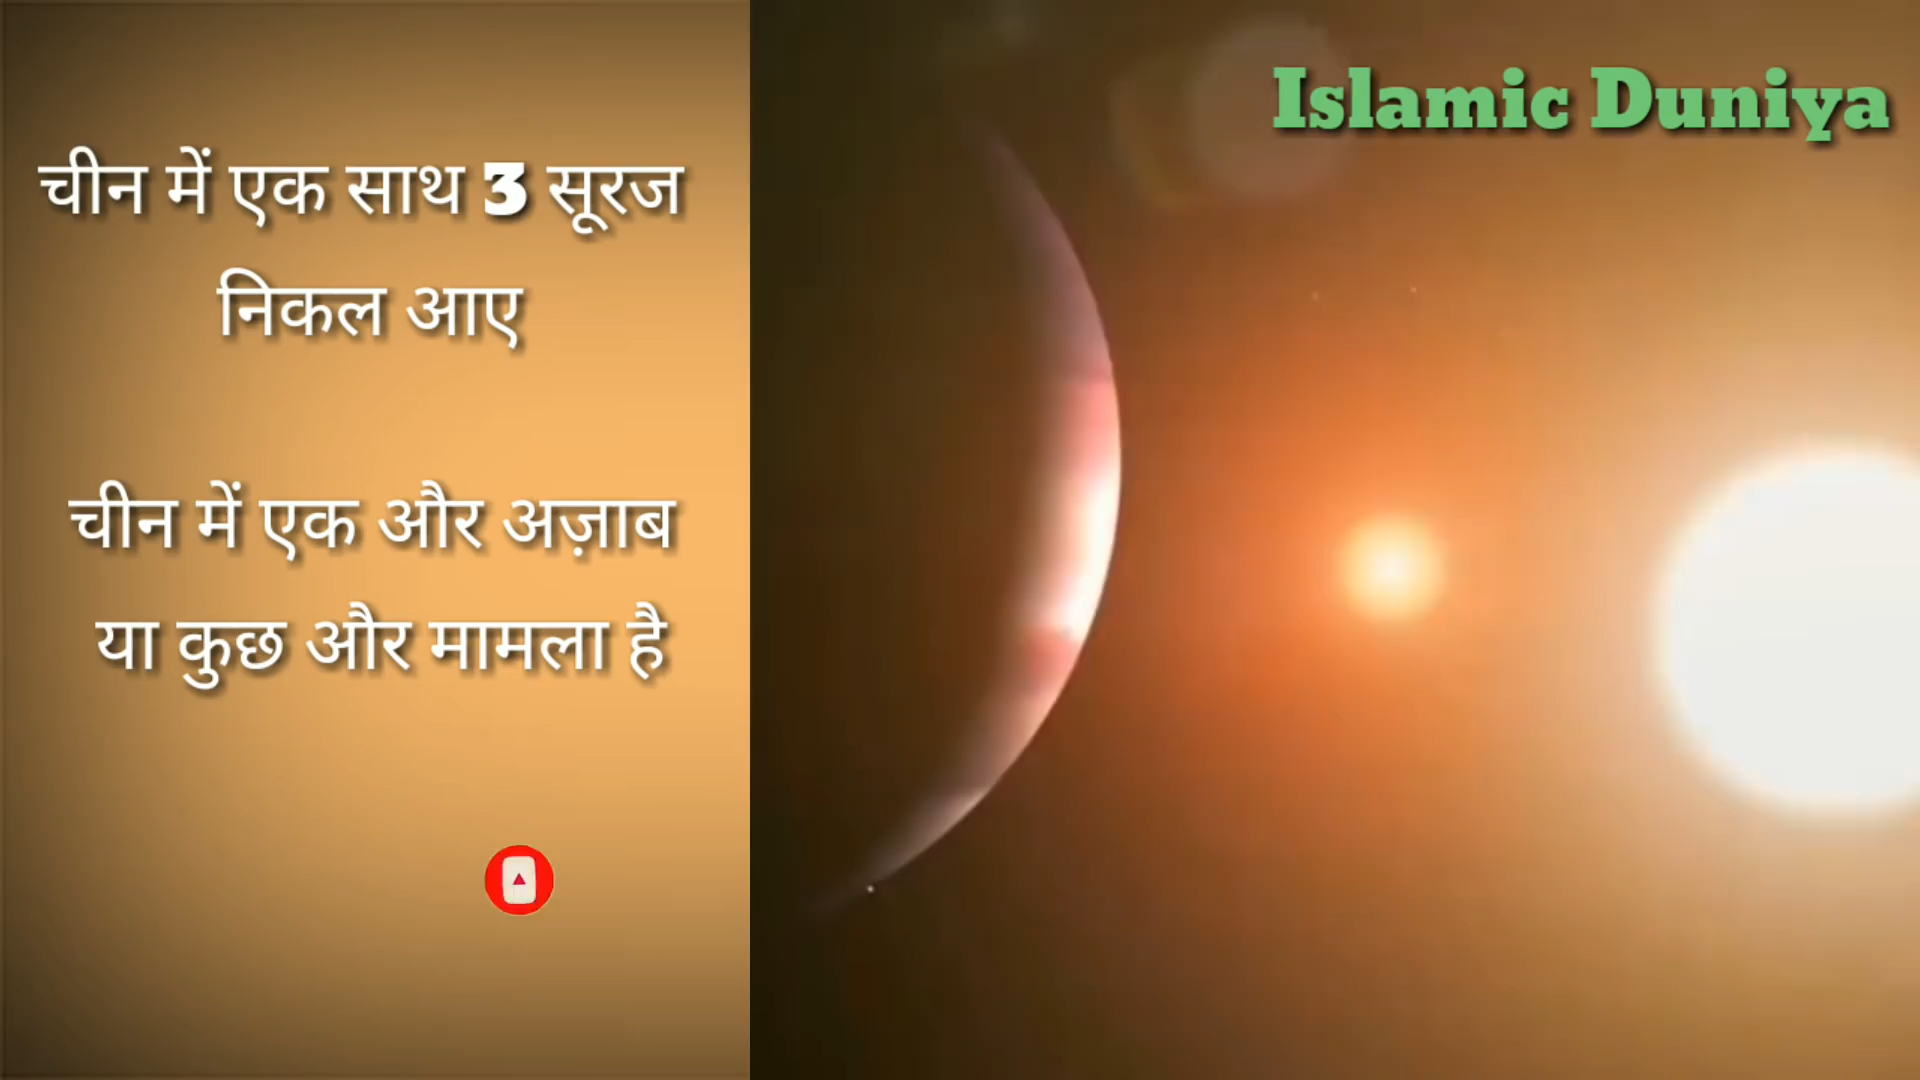 Islamic Duniya
चीन में एक साथ 3 सूरज
निकल आए
चीन में एक और अज़ाब
या कुछ और मामला है